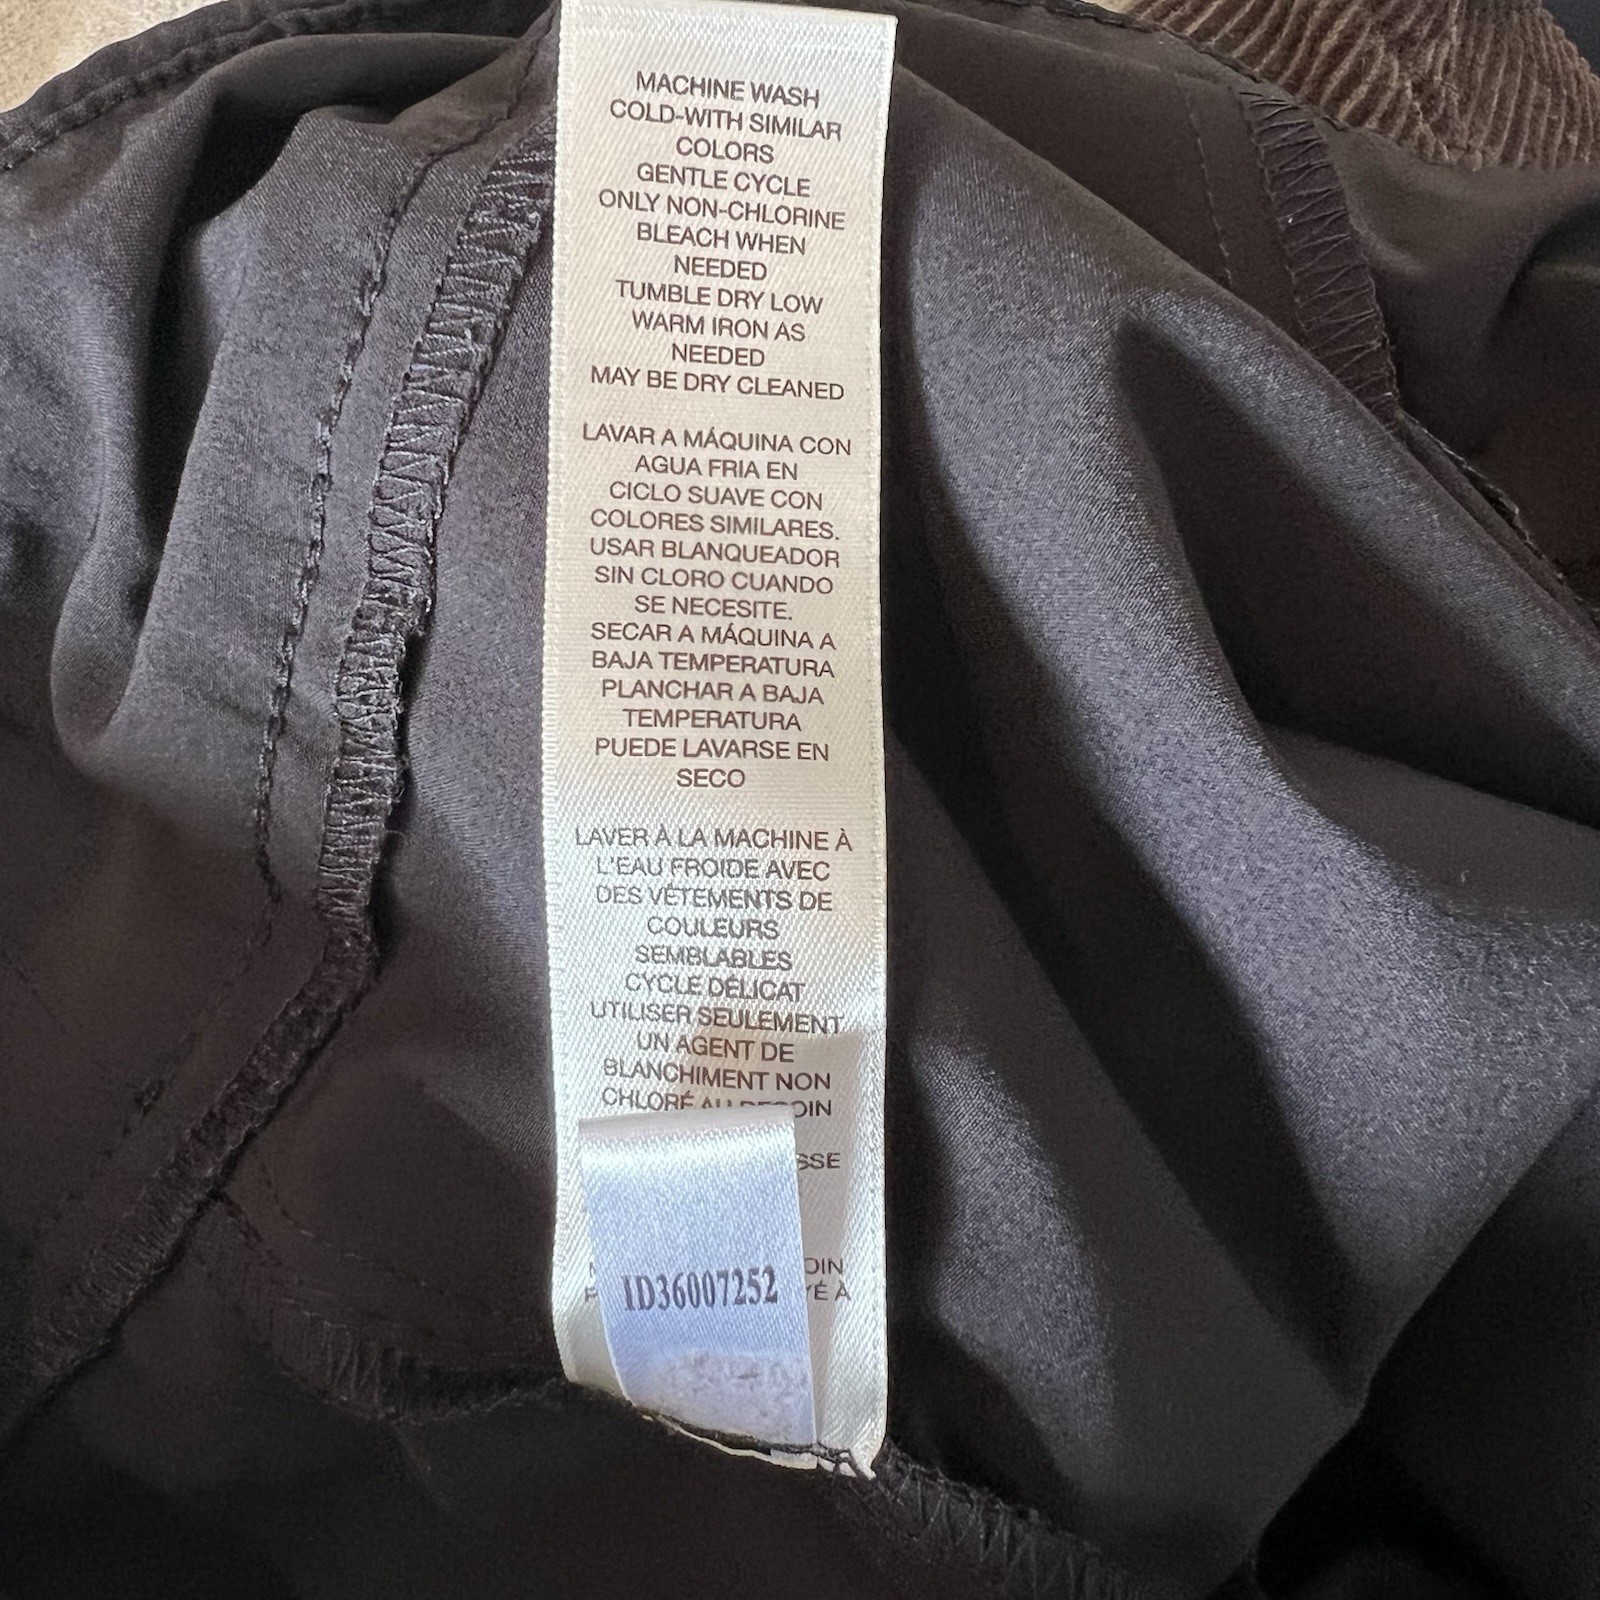 MACHINE WASH
COLD-WITH SIMILAR
COLORS
GENTLE CYCLE
ONLY NON-CHLORINE
BLEACH WHEN
NEEDED
TUMBLE DRY LOW
WARM IRON AS
NEEDED
MAY BE DRY CLEANED
LAVAR A MÁQUINA CON
AGUA FRIA EN
CICLO SUAVE CON
COLORES SIMILARES.
USAR BLANQUEADOR
SIN CLORO CUANDO
SE NECESITE.
SECAR A MÁQUINA A
BAJA TEMPERATURA
PLANCHAR A BAJA
TEMPERATURA
PUEDE LAVARSE EN
SECO
LAVER À LA MACHINE À
L'EAU FROIDE AVEC
DES VÊTEMENTS DE
COULEURS
SEMBLABLES
CYCLE DÉLICAT
UTILISER SEULEMENT
UN AGENT DE
BLANCHIMENT NON
CHLORÉ AU
À
ID36007252